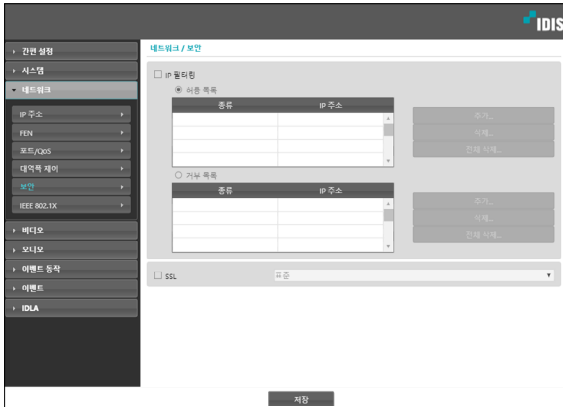 IDIS
간편 설정
시스템
네트워크
IP 주소
FEN
포트/QoS
대역폭 제어
보안
IEEE 802.1X
비디오
오디오
이벤트 동작
이벤트
IDLA
네트워크 / 보안
IP 필터링
허용 목록
종류 IP 주소
추가...
삭제...
전체 삭제...
거부 목록
종류 IP 주소
추가...
삭제...
전체 삭제...
SSL 표준
저장